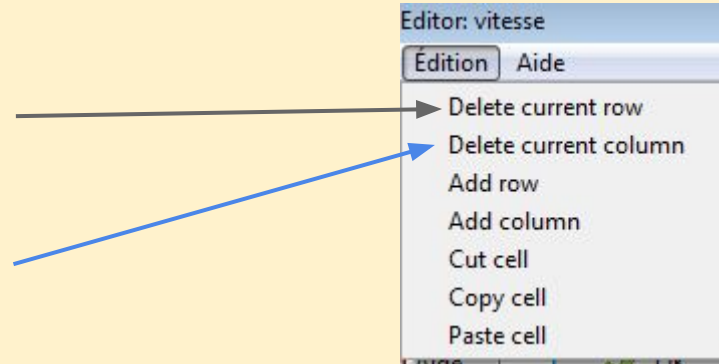 Editor: vitesse
Édition Aide
Delete current row
Delete current column
Add row
Add column
Cut cell
Copy cell
Paste cell